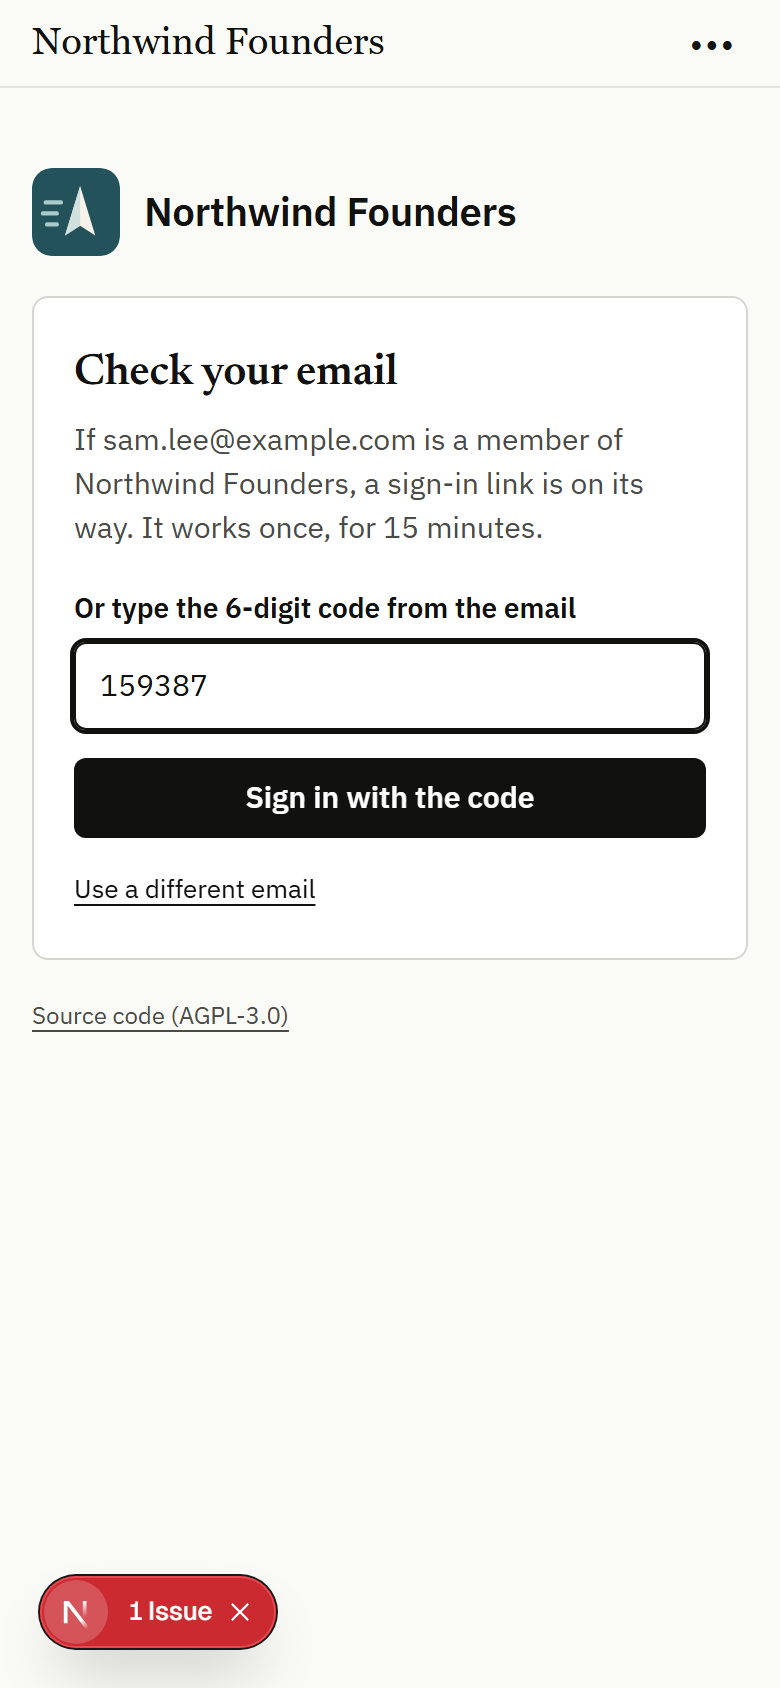 Northwind Founders
Northwind Founders
Check your email
If sam.lee@example.com is a member of
Northwind Founders, a sign-in link is on its
way. It works once, for 15 minutes.
Or type the 6-digit code from the email
159387
Sign in with the code
Use a different email
Source code (AGPL-3.0)
N 1 Issue